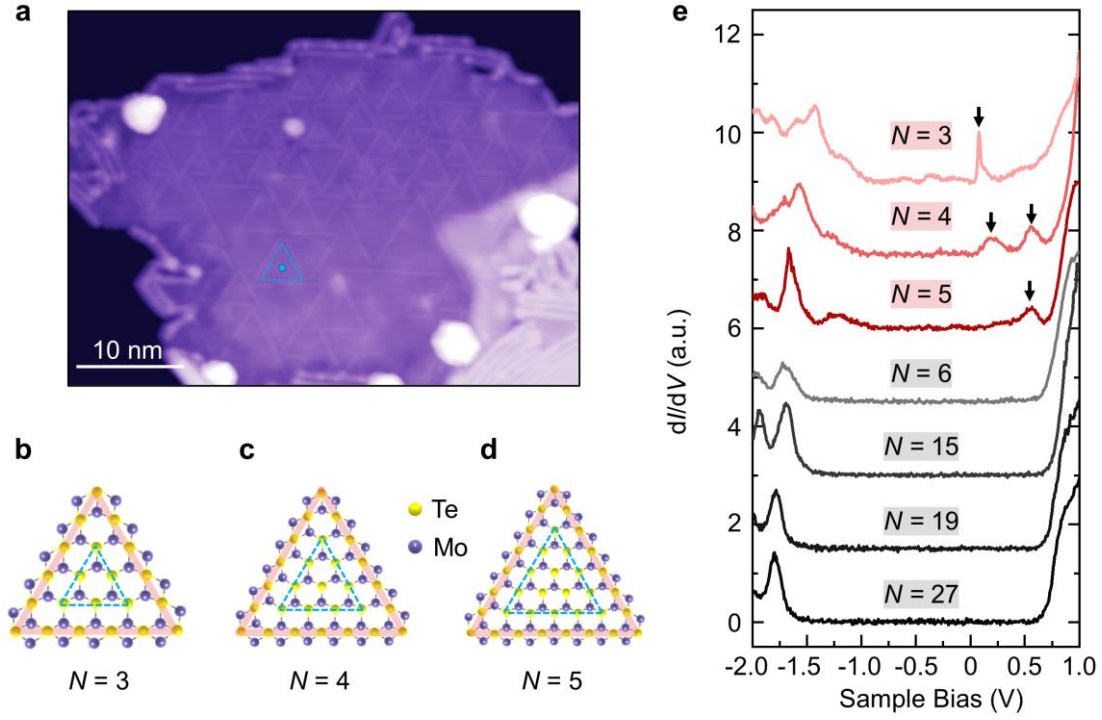 a
10 nm
b
c
d
Te
Mo
N = 3
N = 4
N = 5
e
dI/dV (a.u.)
12
10
8
6
4
2
0
N = 3
N = 4
N = 5
N = 6
N = 15
N = 19
N = 27
-2.0 -1.5 -1.0 -0.5 0 0.5 1.0
Sample Bias (V)